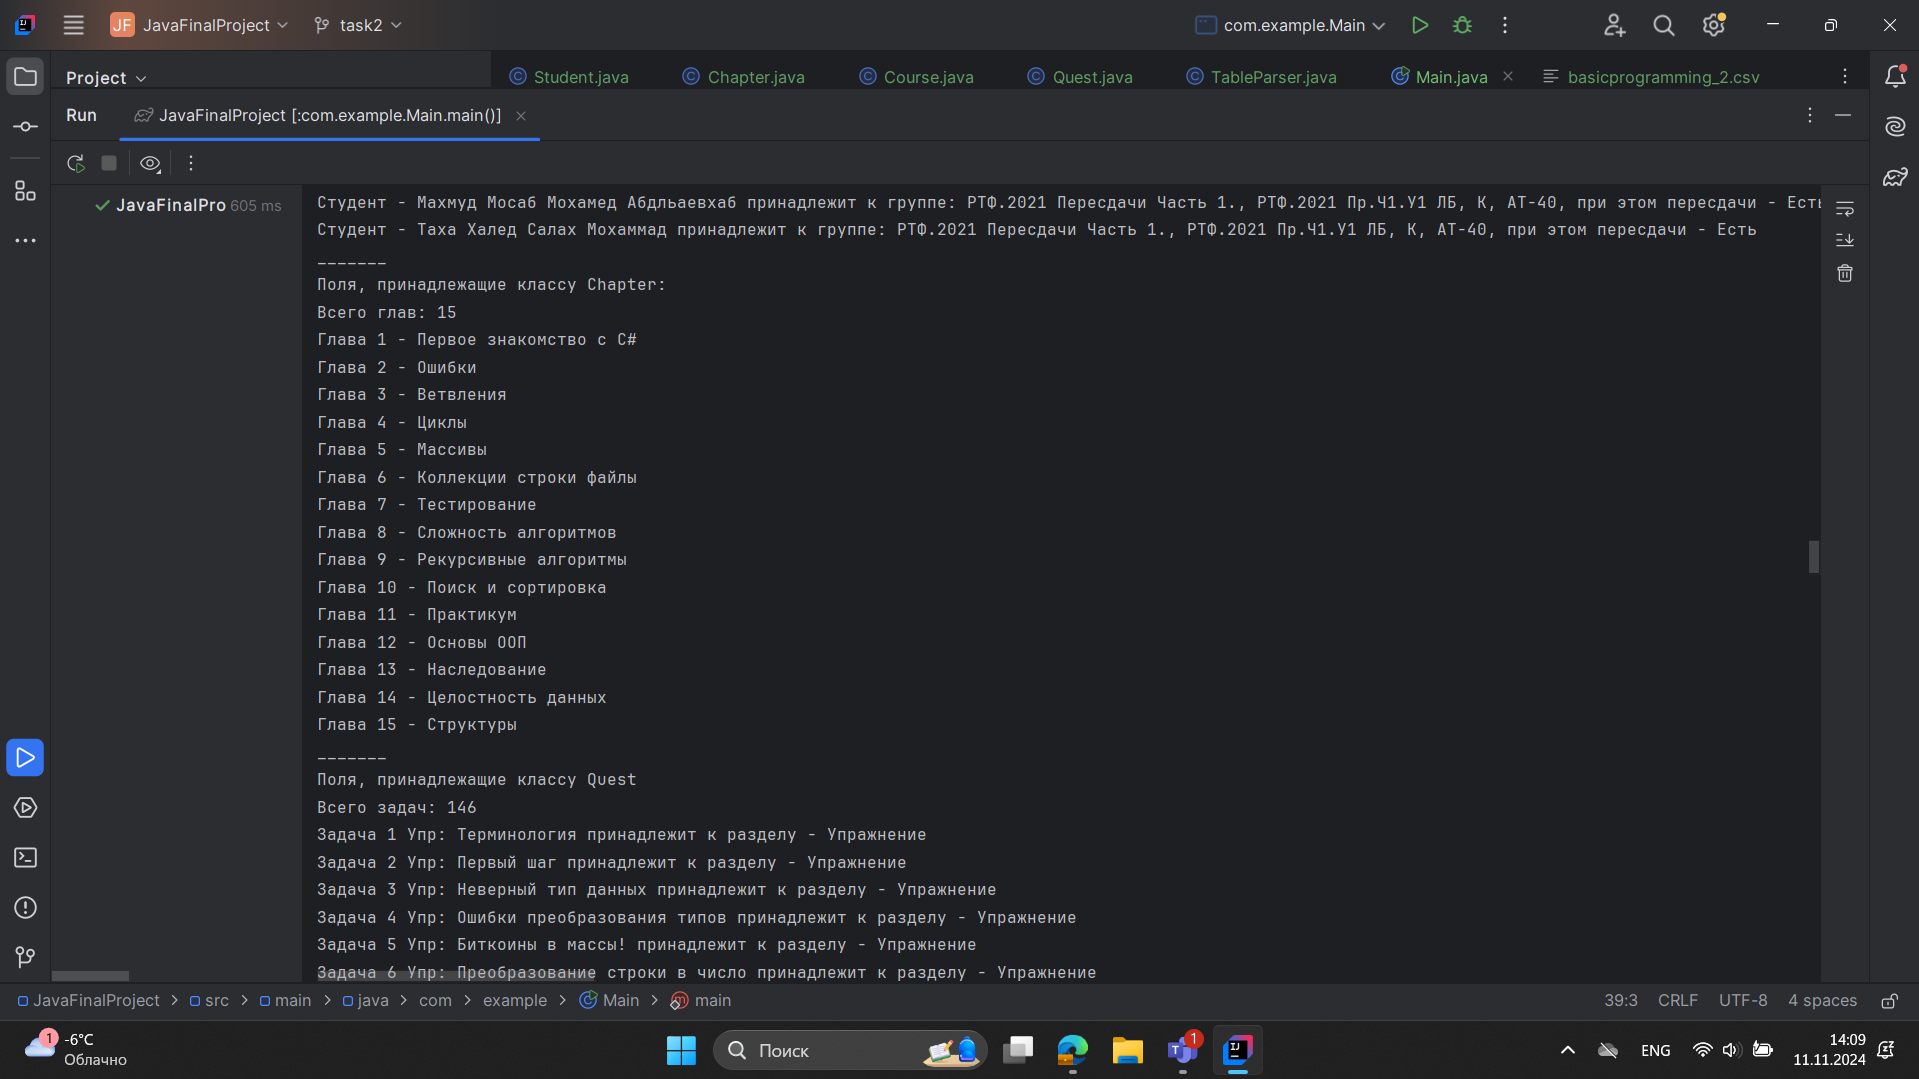 JF JavaFinalProject task2 com.example.Main
Project Student.java Chapter.java Course.java Quest.java TableParser.java Main.java basicprogramming_2.csv
Run JavaFinalProject [:com.example.Main.main()]
JavaFinalPro 605 ms
Студент - Махмуд Мосаб Мохамед Абдльаевхаб принадлежит к группе: РТФ.2021 Пересдачи Часть 1., РТФ.2021 Пр.Ч1.У1 ЛБ, К, АТ-40, при этом пересдачи - Есть
Студент - Таха Халед Салах Мохаммад принадлежит к группе: РТФ.2021 Пересдачи Часть 1., РТФ.2021 Пр.Ч1.У1 ЛБ, К, АТ-40, при этом пересдачи - Есть
_______
Поля, принадлежащие классу Chapter:
Всего глав: 15
Глава 1 - Первое знакомство с C#
Глава 2 - Ошибки
Глава 3 - Ветвления
Глава 4 - Циклы
Глава 5 - Массивы
Глава 6 - Коллекции строки файлы
Глава 7 - Тестирование
Глава 8 - Сложность алгоритмов
Глава 9 - Рекурсивные алгоритмы
Глава 10 - Поиск и сортировка
Глава 11 - Практикум
Глава 12 - Основы ООП
Глава 13 - Наследование
Глава 14 - Целостность данных
Глава 15 - Структуры
_______
Поля, принадлежащие классу Quest
Всего задач: 146
Задача 1 Упр: Терминология принадлежит к разделу - Упражнение
Задача 2 Упр: Первый шаг принадлежит к разделу - Упражнение
Задача 3 Упр: Неверный тип данных принадлежит к разделу - Упражнение
Задача 4 Упр: Ошибки преобразования типов принадлежит к разделу - Упражнение
Задача 5 Упр: Биткоины в массы! принадлежит к разделу - Упражнение
Задача 6 Упр: Преобразование строки в число принадлежит к разделу - Упражнение
JavaFinalProject > src > main > java > com > example > Main > main 39:3 CRLF UTF-8 4 spaces
1 -6°C
Облачно
Поиск
1
ENG
14:09
11.11.2024